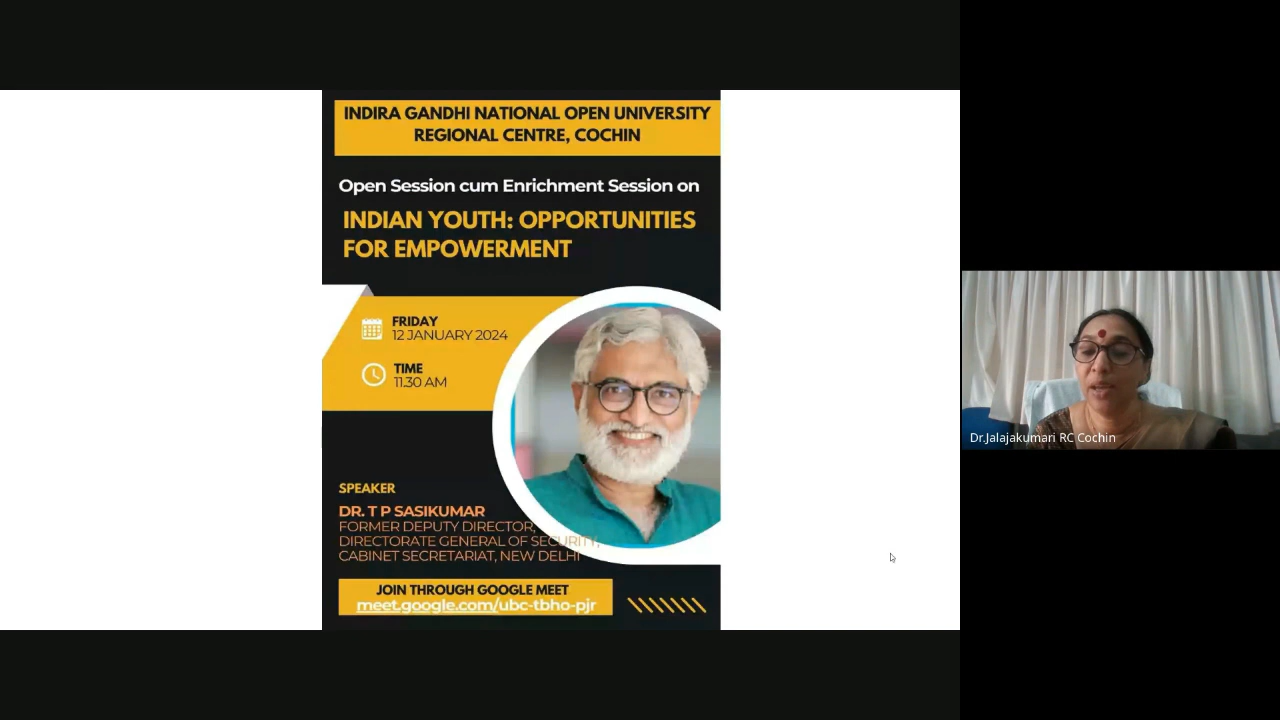 INDIRA GANDHI NATIONAL OPEN UNIVERSITY
REGIONAL CENTRE, COCHIN
Open Session cum Enrichment Session on
INDIAN YOUTH: OPPORTUNITIES
FOR EMPOWERMENT
FRIDAY
12 JANUARY 2024
TIME
11.30 AM
SPEAKER
DR. T P SASIKUMAR
FORMER DEPUTY DIRECTOR,
DIRECTORATE GENERAL OF SECURITY,
CABINET SECRETARIAT, NEW DELHI
JOIN THROUGH GOOGLE MEET
meet.google.com/ubc-tbho-pjr
Dr.Jalajakumari RC Cochin